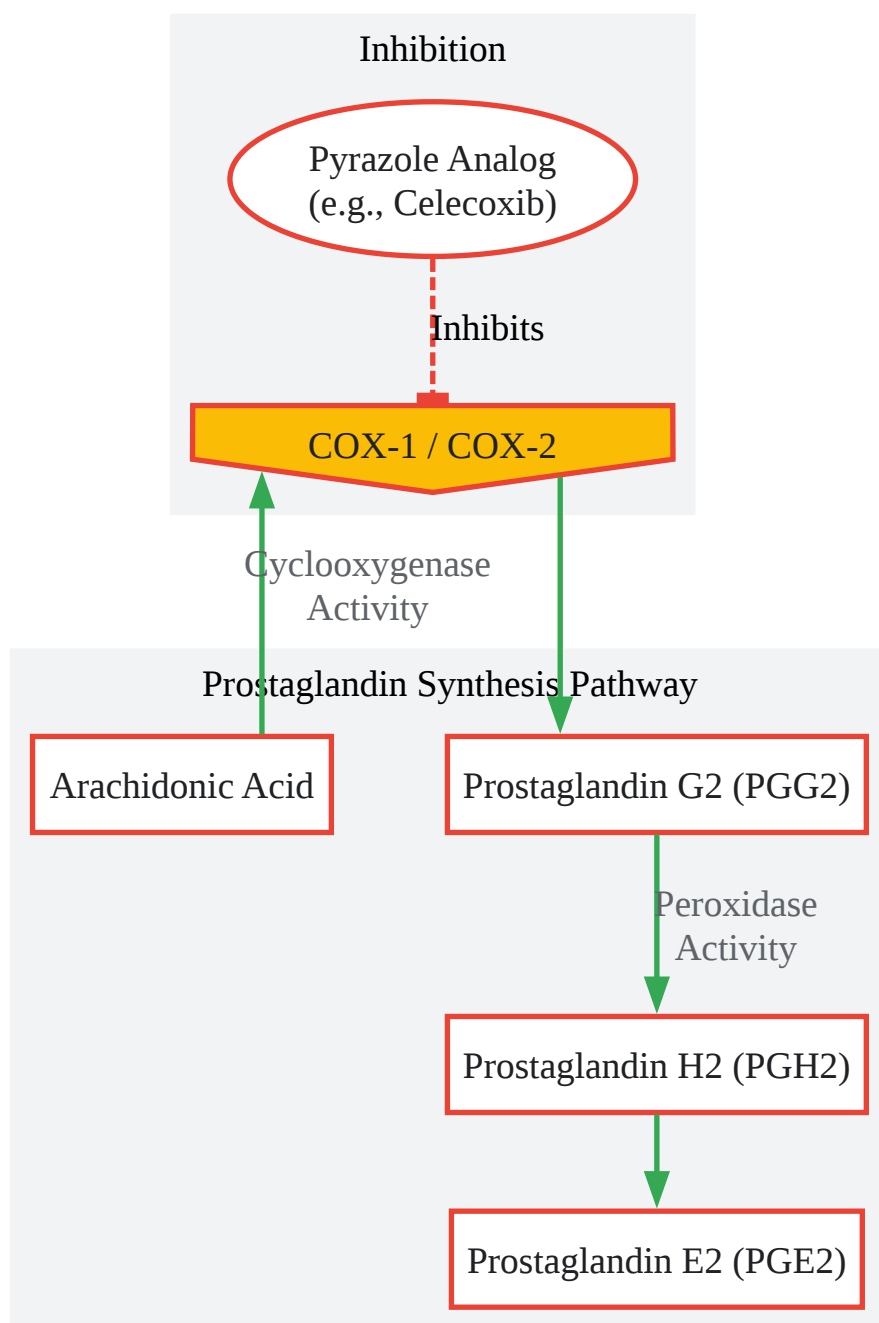 Inhibition
Pyrazole Analog
(e.g., Celecoxib)
Inhibits
COX-1 / COX-2
Cyclooxygenase
Activity
Prostaglandin Synthesis Pathway
Arachidonic Acid
Prostaglandin G2 (PGG2)
Peroxidase
Activity
Prostaglandin H2 (PGH2)
Prostaglandin E2 (PGE2)